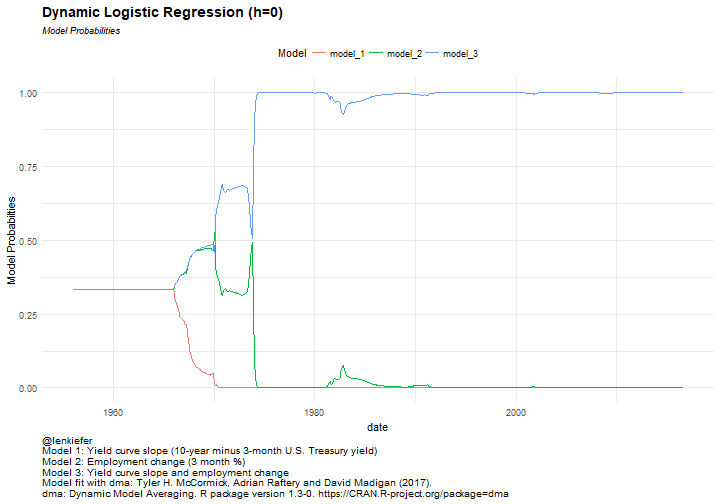 Dynamic Logistic Regression (h=0)
Model Probabilities
Model model_1 model_2 model_3
Model Probabilties
1.00
0.75
0.50
0.25
0.00
1960 1980 2000
date
@lenkiefer
Model 1: Yield curve slope (10-year minus 3-month U.S. Treasury yield)
Model 2: Employment change (3 month %)
Model 3: Yield curve slope and employment change
Model fit with dma: Tyler H. McCormick, Adrian Raftery and David Madigan (2017).
dma: Dynamic Model Averaging. R package version 1.3-0. https://CRAN.R-project.org/package=dma